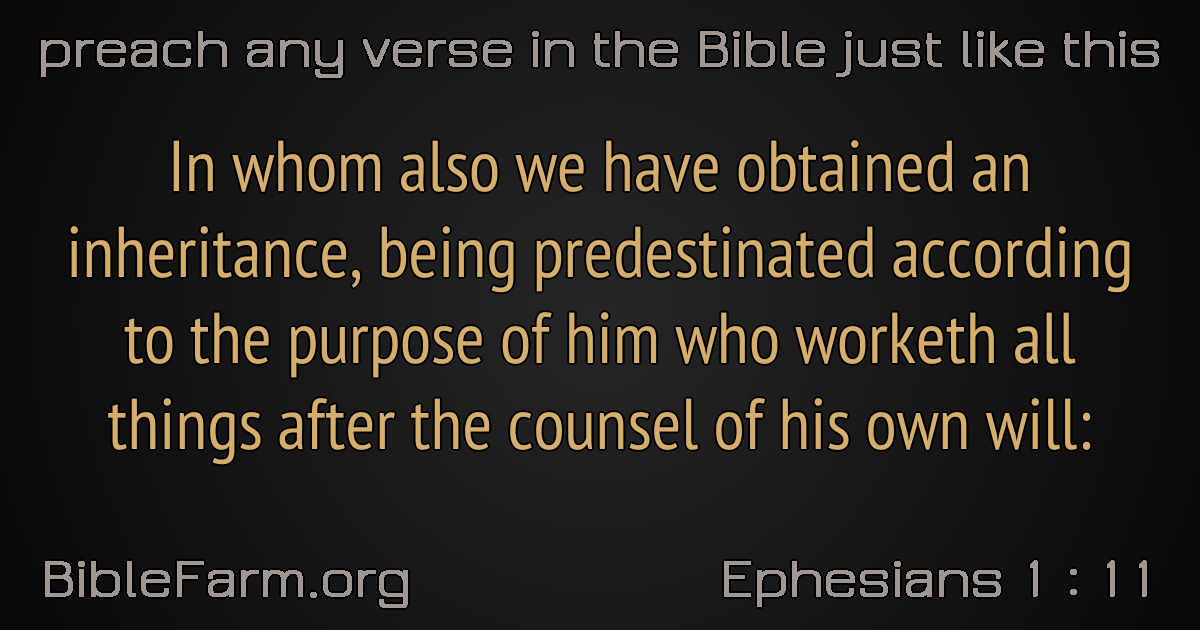 preach any verse in the Bible just like this
In whom also we have obtained an
inheritance, being predestinated according
to the purpose of him who worketh all
things after the counsel of his own will:
BibleFarm.org
Ephesians 1 : 11